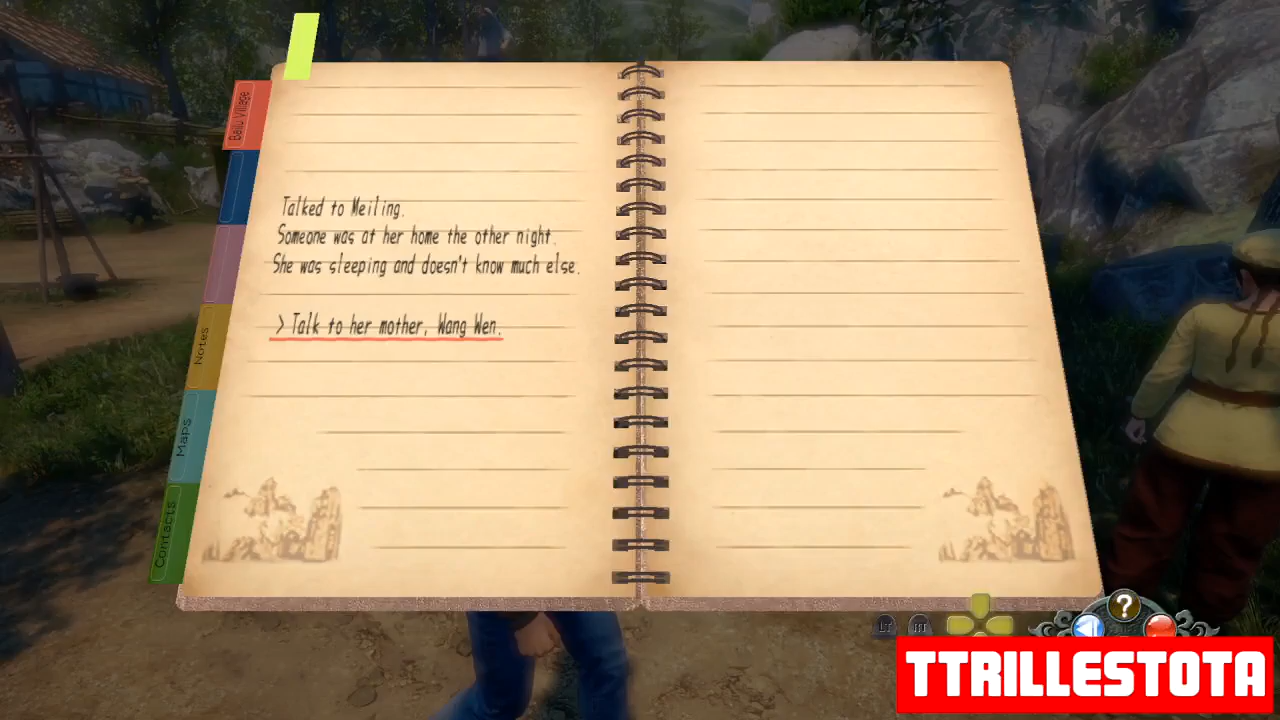 Bailu Village
Talked to Meiling.
Someone was at her home the other night.
She was sleeping and doesn't know much else.
> Talk to her mother, Wang Wen.
Notes
Maps
Contacts
LT
?
TTRILLESTOTA